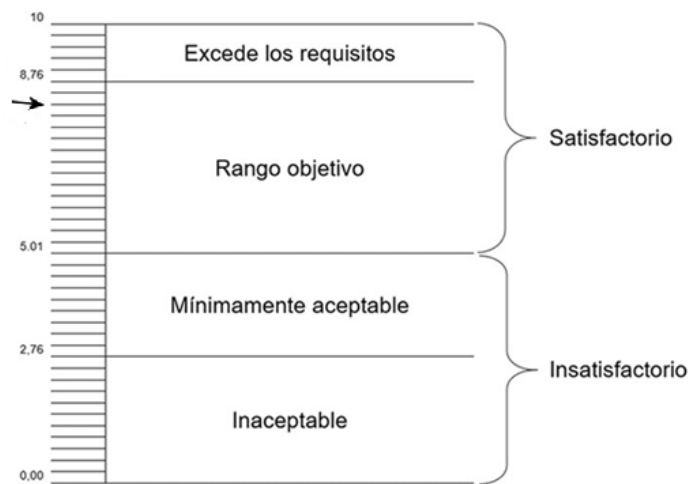 10
Excede los requisitos
8,76
Satisfactorio
Rango objetivo
5.01
Mínimamente aceptable
2,76
Insatisfactorio
Inaceptable
0,00